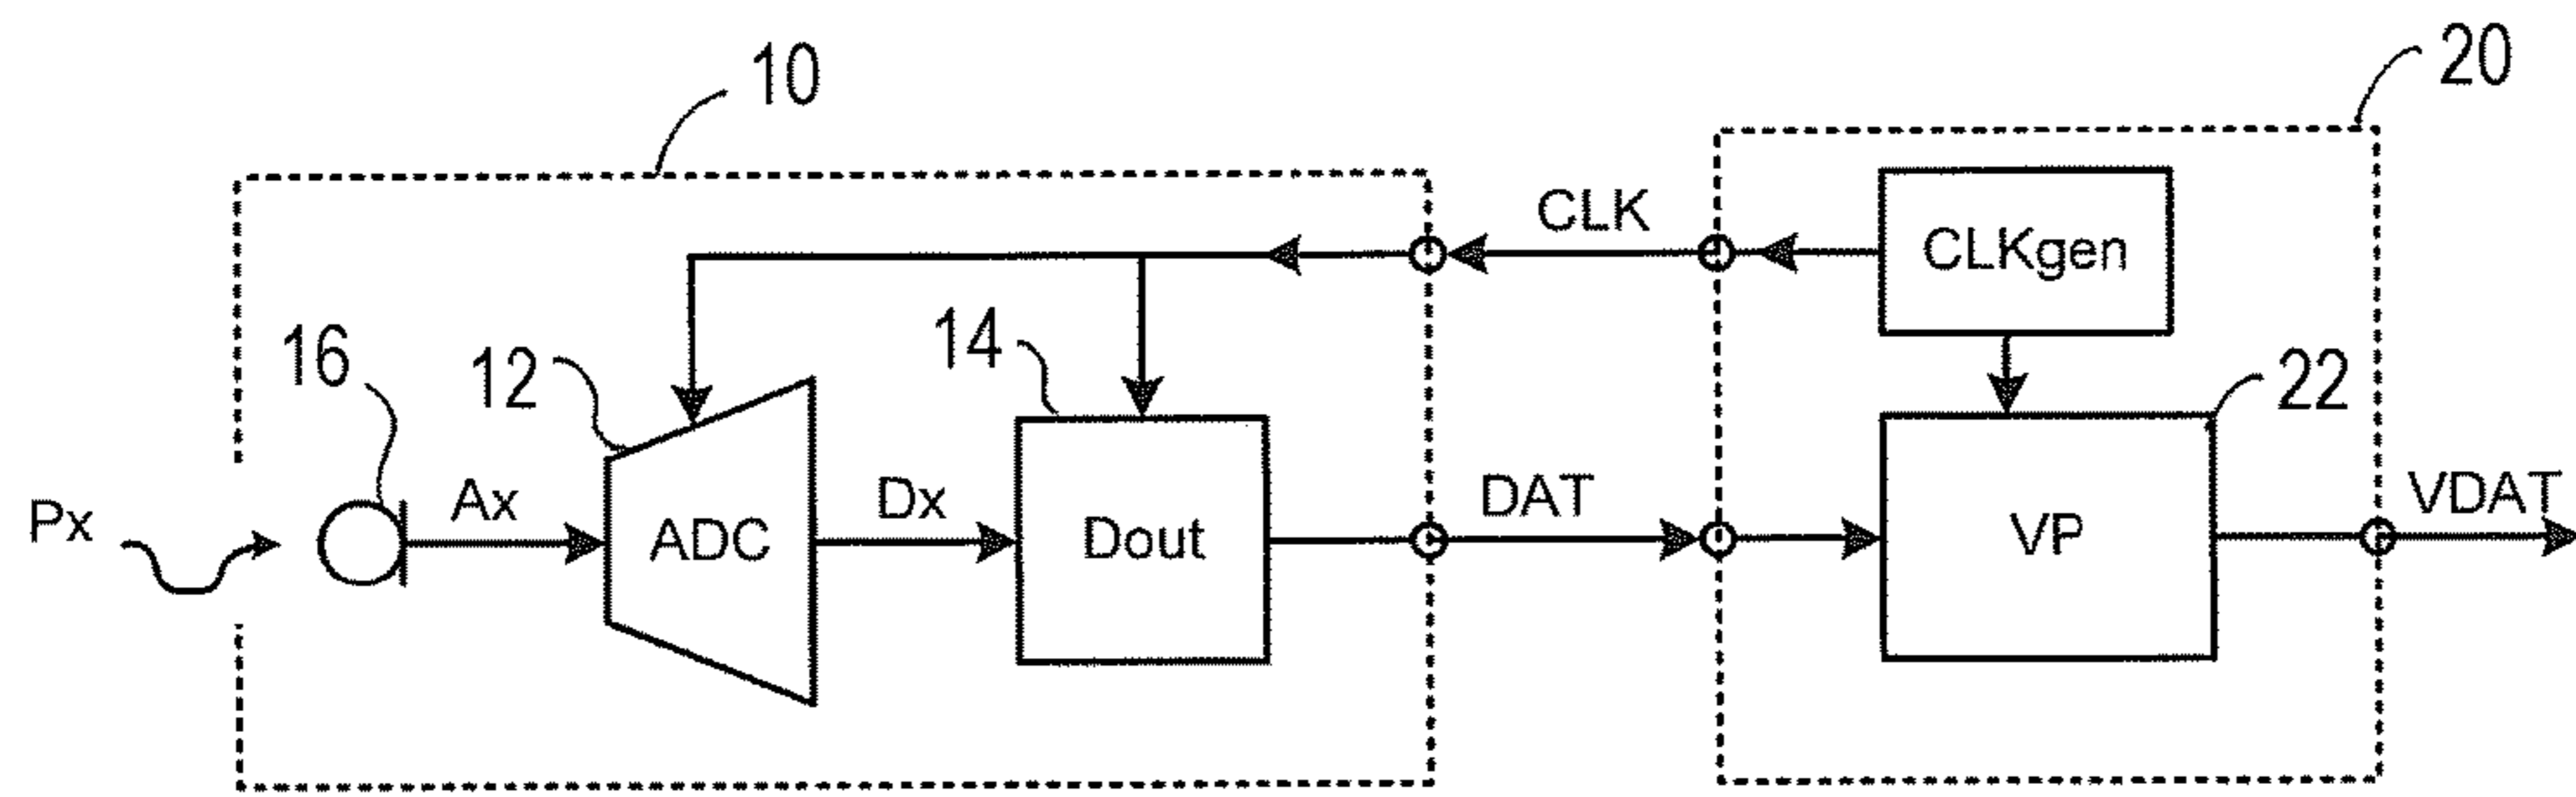 10
20
CLK
CLKgen
16
12
14
22
Px
Ax
ADC
Dx
Dout
DAT
VP
VDAT